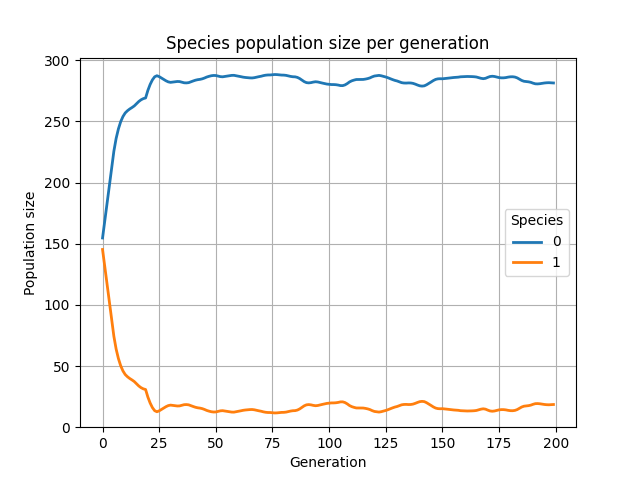 Species population size per generation
Population size
300
250
200
150
100
50
0
Species
0
1
0 25 50 75 100 125 150 175 200
Generation